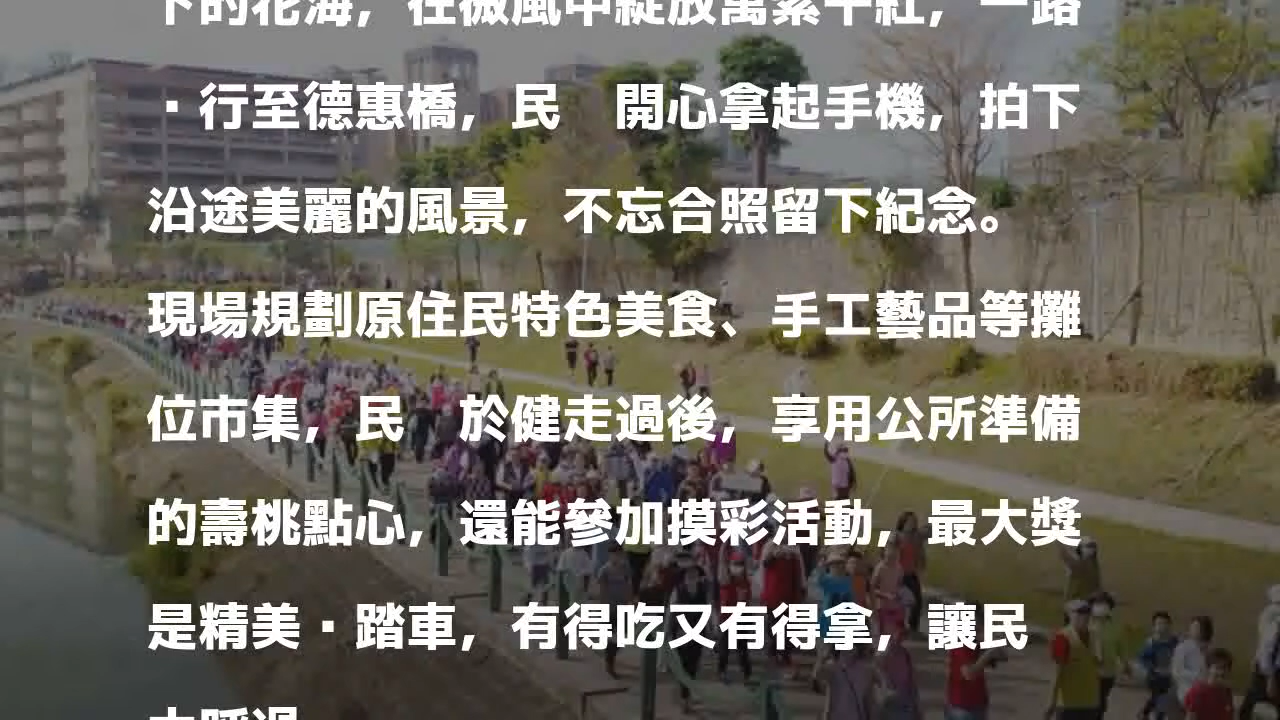 下的花海，在微風中綻放萬紫千紅，一路
·行至德惠橋，民　開心拿起手機，拍下
沿途美麗的風景，不忘合照留下紀念。
現場規劃原住民特色美食、手工藝品等攤
位市集，民　於健走過後，享用公所準備
的壽桃點心，還能參加摸彩活動，最大獎
是精美·踏車，有得吃又有得拿，讓民
大呼過